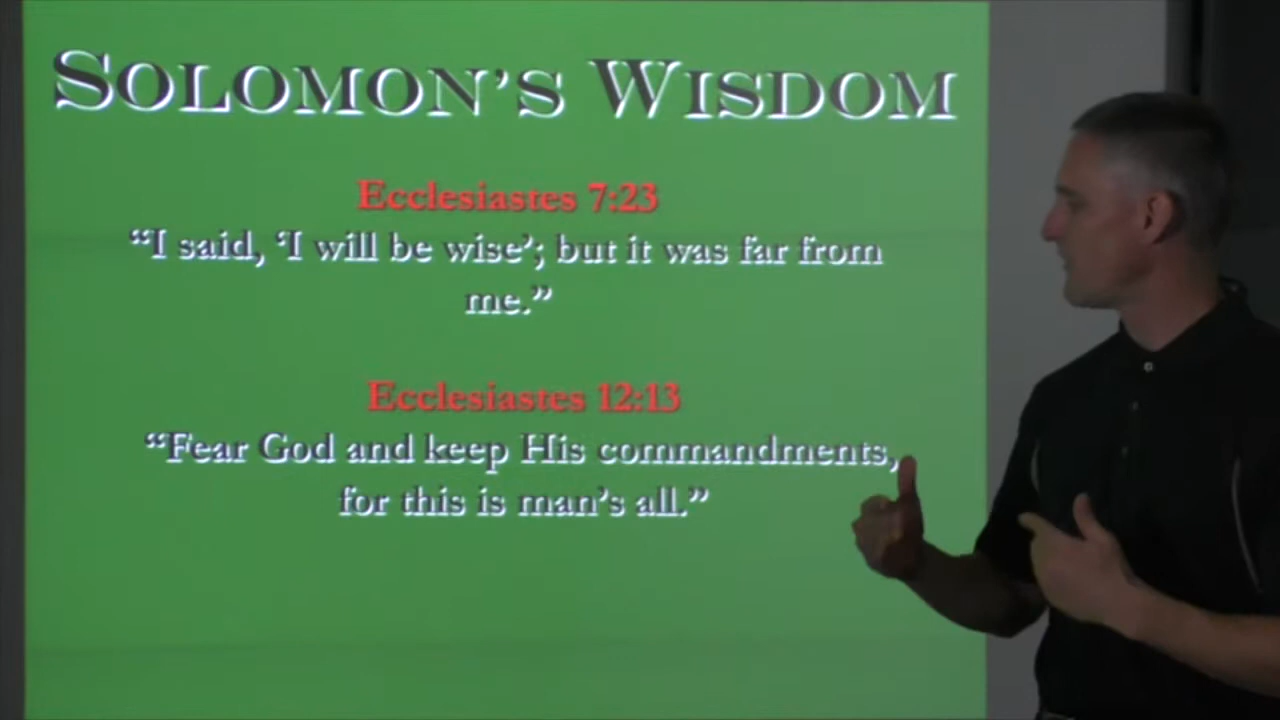 SOLOMON'S WISDOM
Ecclesiastes 7:23
“I said, ‘I will be wise’; but it was far from
me.”
Ecclesiastes 12:13
“Fear God and keep His commandments,
for this is man’s all.”